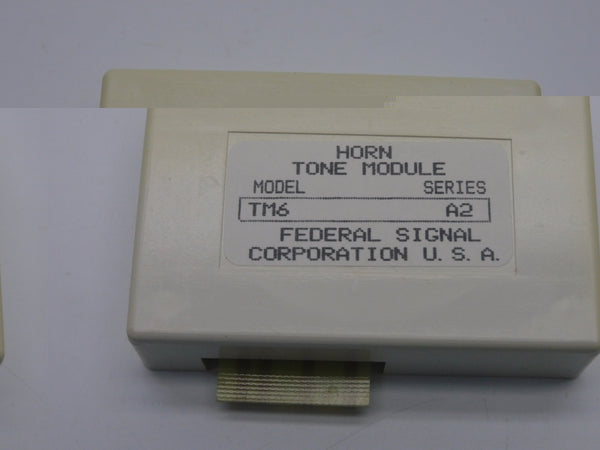 HORN
TONE MODULE
MODEL SERIES
TM6 A2
FEDERAL SIGNAL
CORPORATION U. S. A.